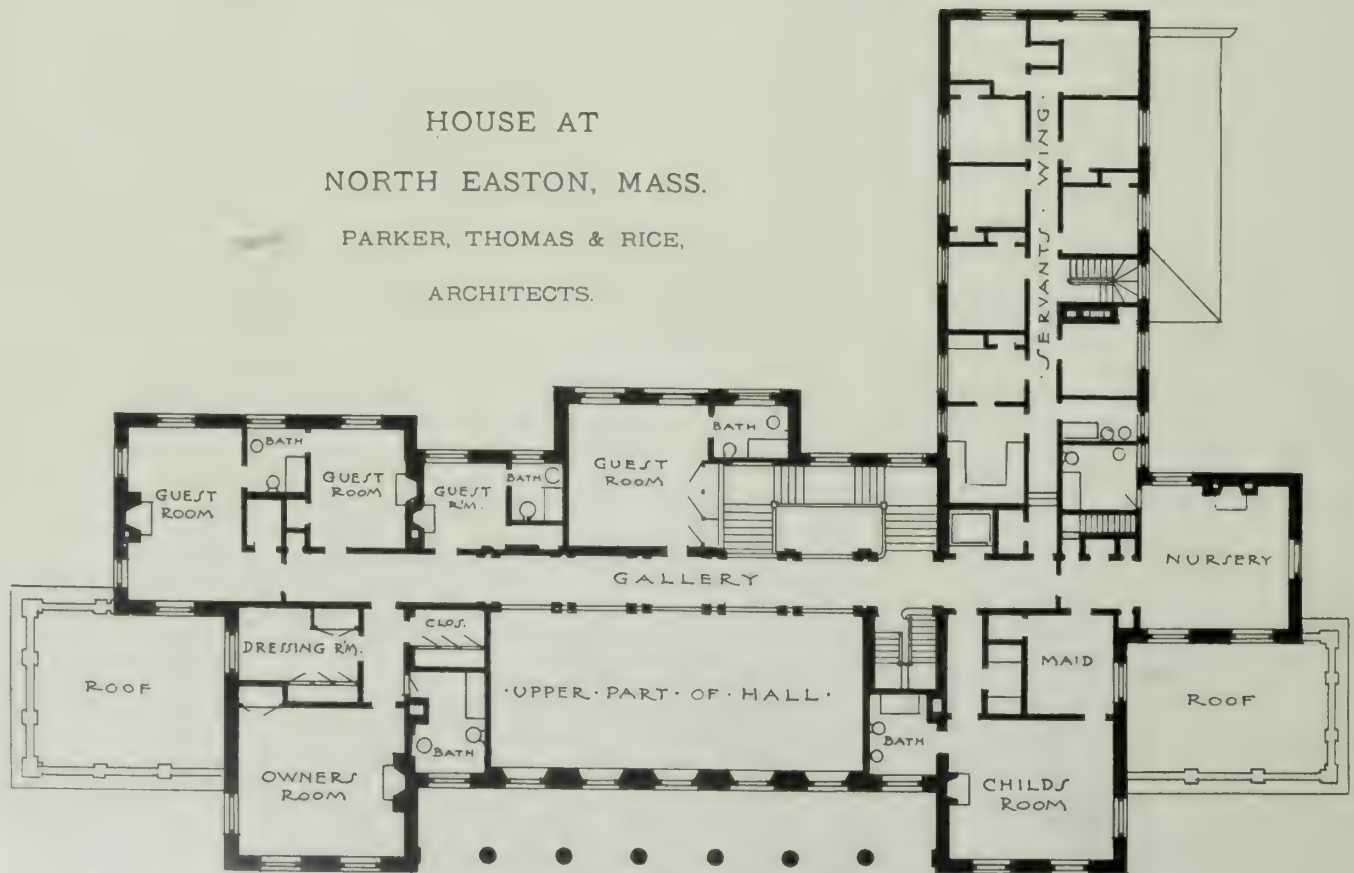 HOUSE AT
NORTH EASTON, MASS.
PARKER, THOMAS & RICE,
ARCHITECTS.
·SERVANTS·WING·
BATH
GUEST
ROOM
GUEST
ROOM
GUEST
R'M.
BATH
GUEST
ROOM
BATH
GALLERY
NURSERY
DRESSING R'M.
CLOS.
ROOF
·UPPER·PART·OF·HALL·
MAID
ROOF
BATH
OWNERS
ROOM
BATH
CHILDS
ROOM